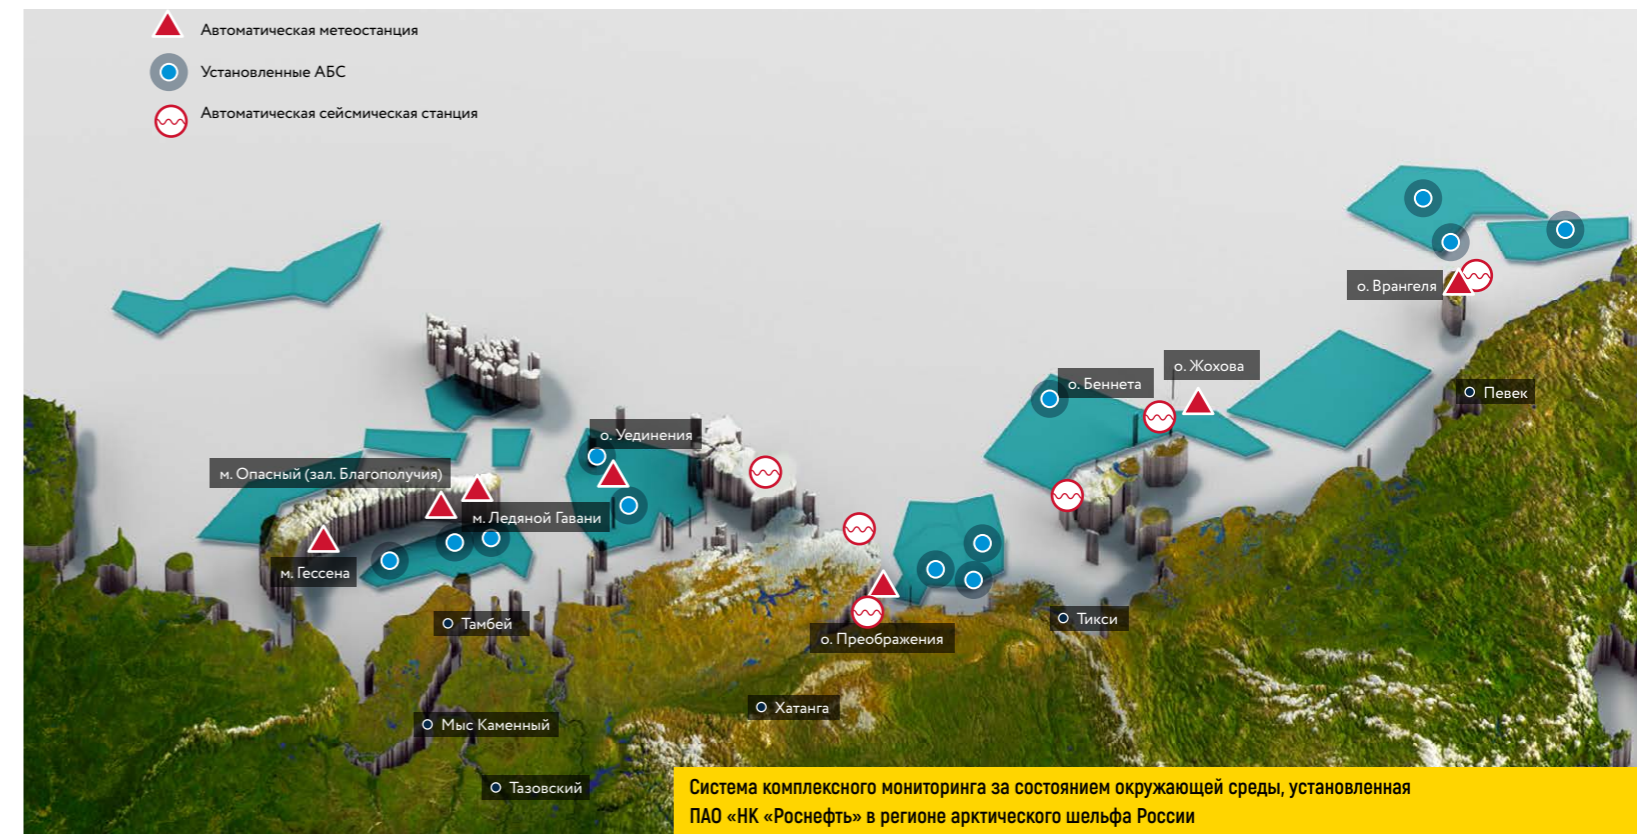 Автоматическая метеостанция
Установленные АБС
Автоматическая сейсмическая станция
о. Врангеля
о. Жохова
о. Беннета
Певек
о. Уединения
м. Опасный (зал. Благополучия)
м. Ледяной Гавани
м. Гессена
Тамбей
Тикси
о. Преображения
Хатанга
Мыс Каменный
Тазовский
Система комплексного мониторинга за состоянием окружающей среды, установленная
ПАО «НК «Роснефть» в регионе арктического шельфа России